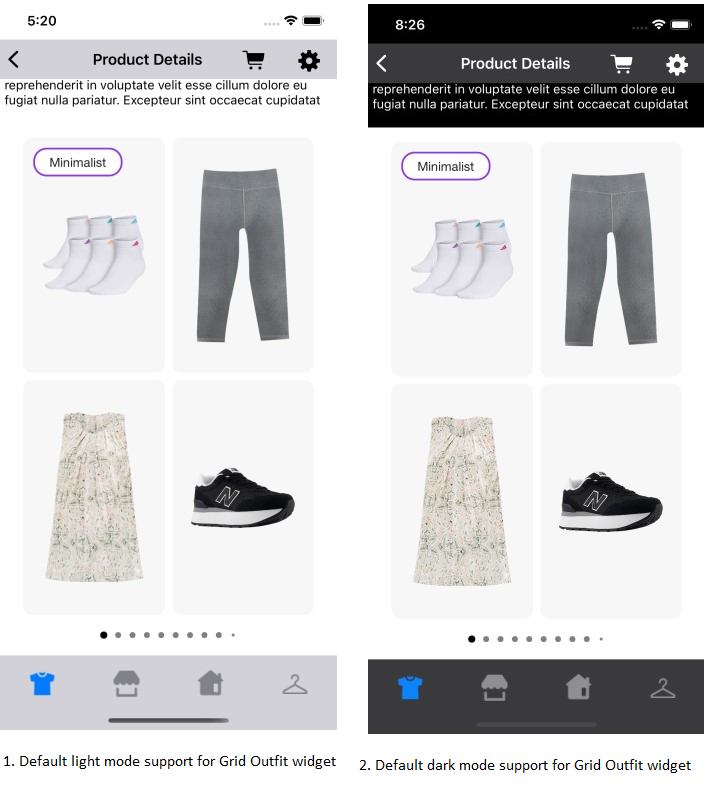 5:20
Product Details
reprehenderit in voluptate velit esse cillum dolore eu
fugiat nulla pariatur. Excepteur sint occaecat cupidatat
Minimalist
N
1. Default light mode support for Grid Outfit widget
8:26
Product Details
reprehenderit in voluptate velit esse cillum dolore eu
fugiat nulla pariatur. Excepteur sint occaecat cupidatat
Minimalist
N
2. Default dark mode support for Grid Outfit widget